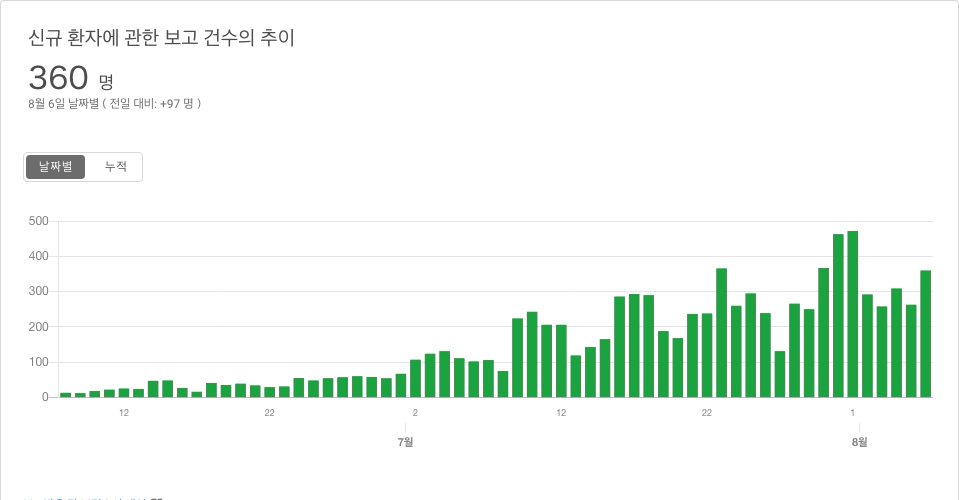 신규 환자에 관한 보고 건수의 추이
360 명
8월 6일 날짜별 ( 전일 대비: +97 명 )
날짜별 누적
500
400
300
200
100
0
12 22 2 12 22 1
7월 8월